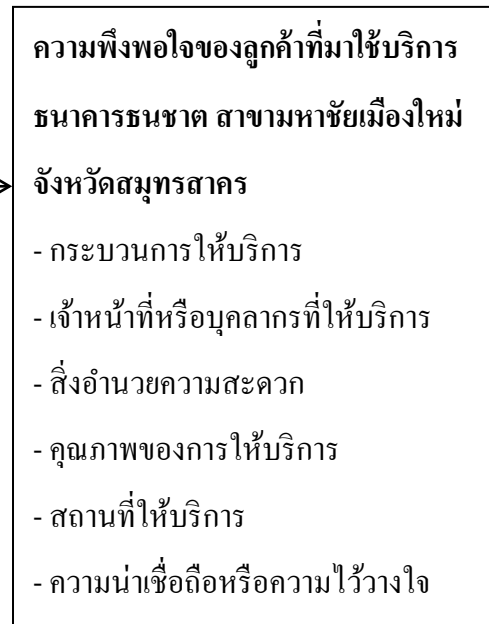 ความพึงพอใจของลูกค้าที่มาใช้บริการ
ธนาคารธนชาต สาขามหาชัยเมืองใหม่
จังหวัดสมุทรสาคร
- กระบวนการให้บริการ
- เจ้าหน้าที่หรือบุคลากรที่ให้บริการ
- สิ่งอำนวยความสะดวก
- คุณภาพของการให้บริการ
- สถานที่ให้บริการ
- ความน่าเชื่อถือหรือความไว้วางใจ